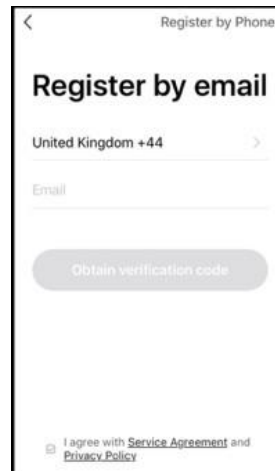 Register by Phone
Register by email
United Kingdom +44
Email
Obtain verification code
I agree with Service Agreement and
Privacy Policy